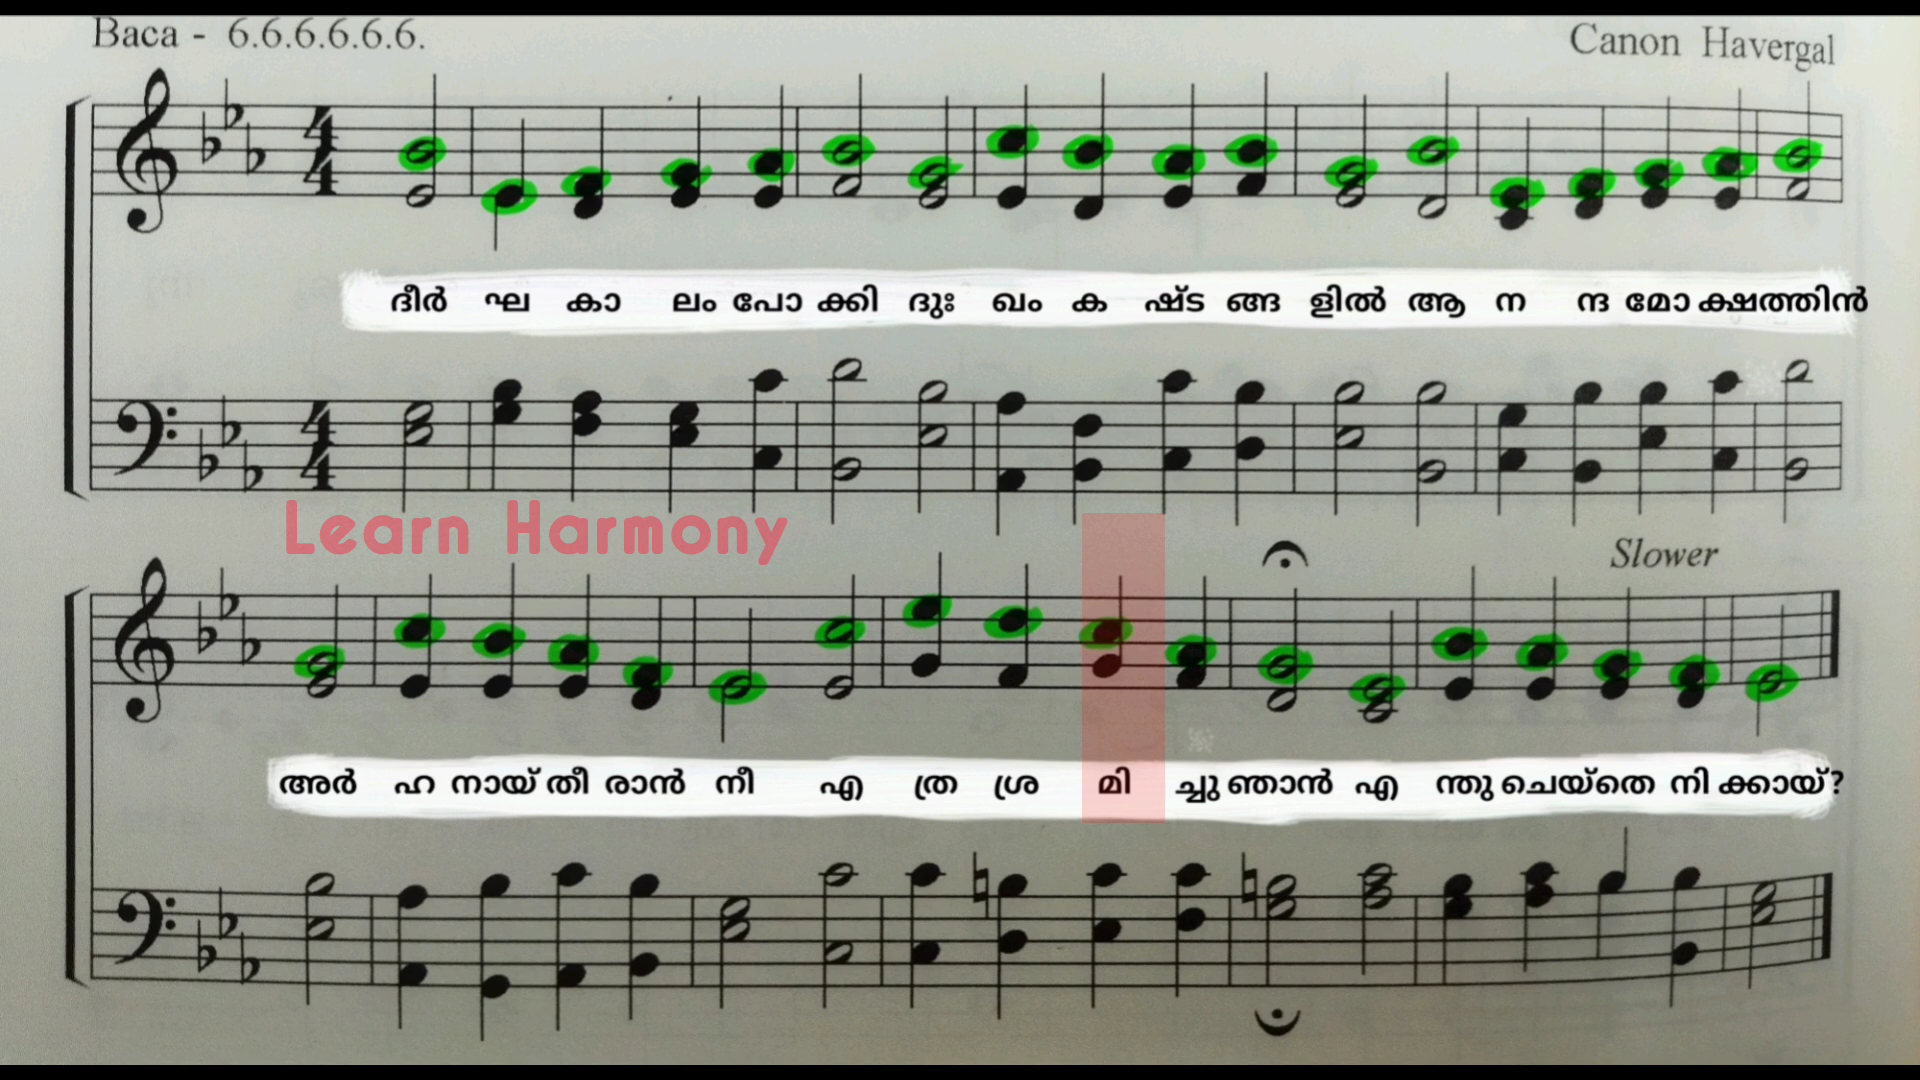 Baca - 6.6.6.6.6.6.
Canon Havergal
ദീർ ഘ കാ ലം പോ ക്കി ദുഃ ഖം ക ഷ്ട ങ്ങ ളിൽ ആ ന ന്ദ മോ ക്ഷത്തിൻ
Learn Harmony
Slower
അർ ഹ നായ് തീ രാൻ നീ എ ത്ര ശ്ര മി ച്ചു ഞാൻ എ ന്തു ചെയ്തെ നി ക്കായ്?